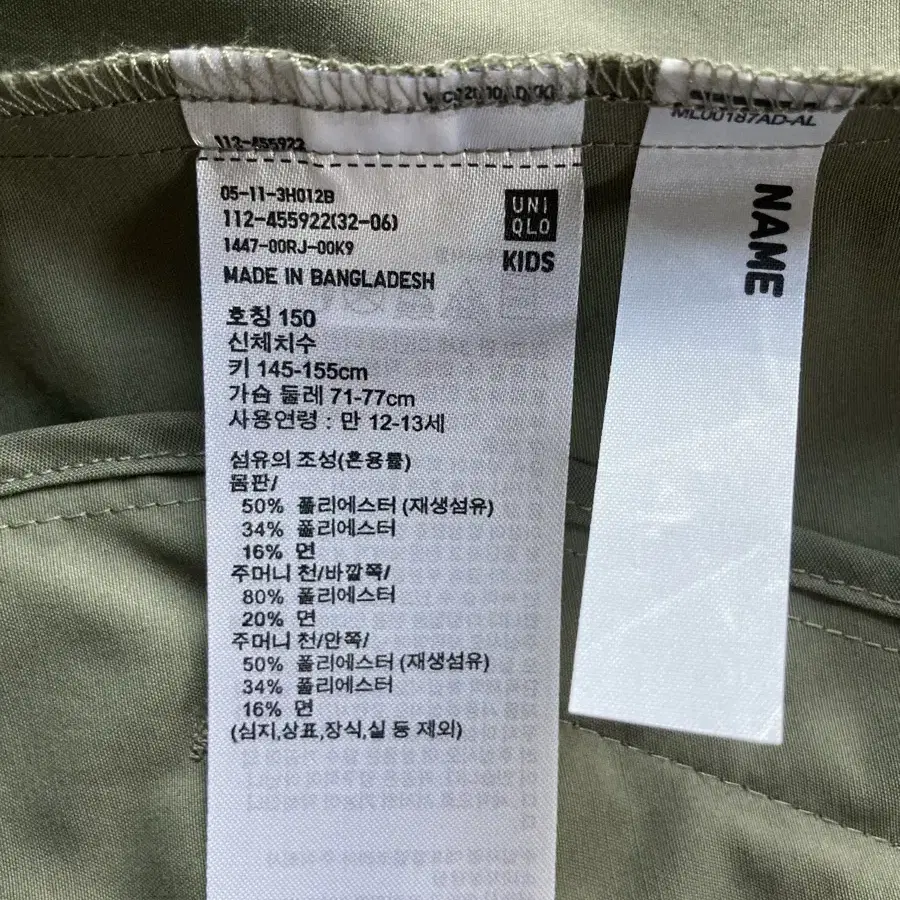 112-455922
05-11-3H012B
112-455922(32-06)
1447-00RJ-00K9
MADE IN BANGLADESH
UNI
QLO
KIDS
호칭 150
신체치수
키 145-155cm
가슴 둘레 71-77cm
사용연령 : 만 12-13세
섬유의 조성(혼용률)
몸판/
50% 폴리에스터 (재생섬유)
34% 폴리에스터
16% 면
주머니 천/바깥쪽/
80% 폴리에스터
20% 면
주머니 천/안쪽/
50% 폴리에스터 (재생섬유)
34% 폴리에스터
16% 면
(심지,상표,장식,실 등 제외)
ML00187AD-AL
NAME